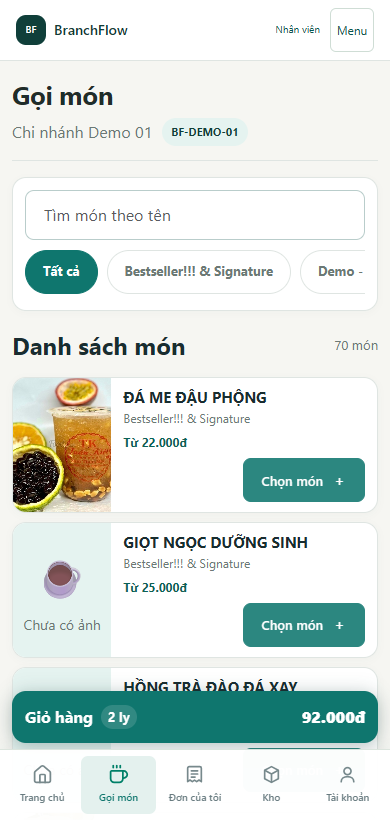 BF BranchFlow Nhân viên Menu
Gọi món
Chi nhánh Demo 01 BF-DEMO-01
Tìm món theo tên
Tất cả Bestseller!!! & Signature Demo -
Danh sách món 70 món
ĐÁ ME ĐẬU PHỘNG
Bestseller!!! & Signature
Từ 22.000đ
Chọn món +
GIỌT NGỌC DƯỠNG SINH
Bestseller!!! & Signature
Từ 25.000đ
Chưa có ảnh
Chọn món +
HỒNG TRÀ ĐÀO ĐÁ XAY
Giỏ hàng 2 ly 92.000đ
Trang chủ Gọi món Đơn của tôi Kho Tài khoản